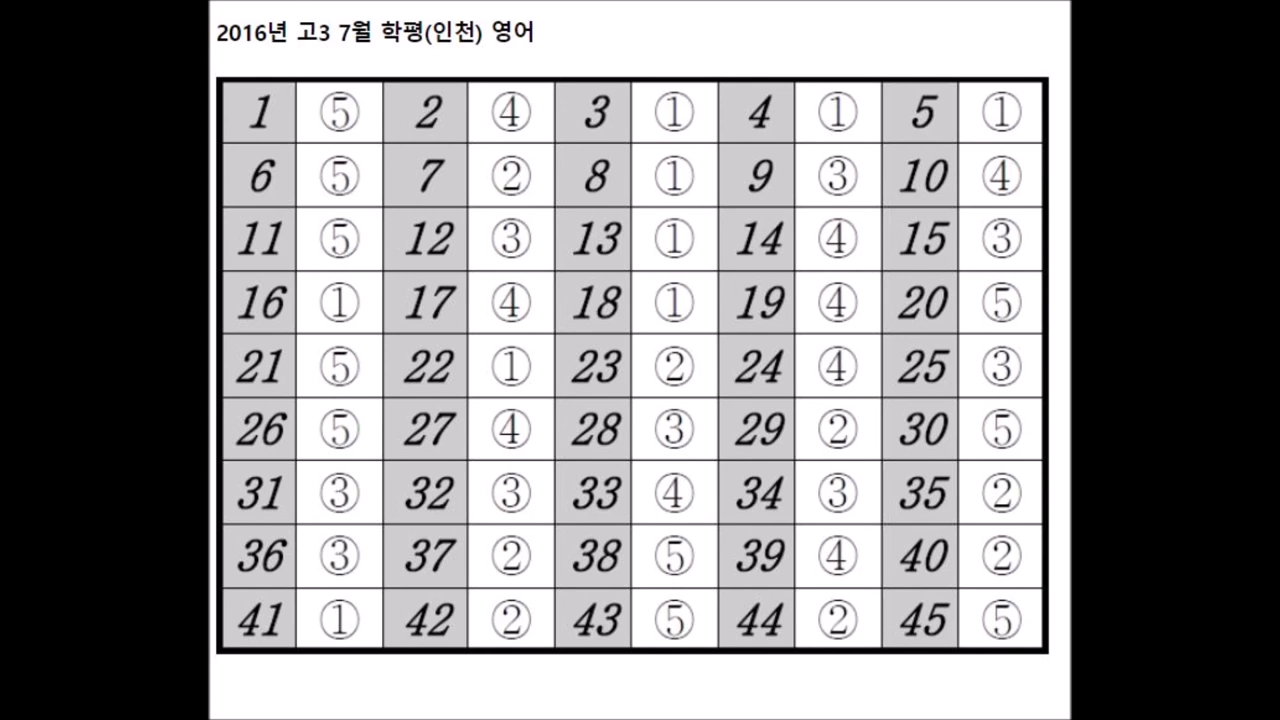 2016년 고3 7월 학평(인천) 영어
1 ⑤ 2 ④ 3 ① 4 ① 5 ①
6 ⑤ 7 ② 8 ① 9 ③ 10 ④
11 ⑤ 12 ③ 13 ① 14 ④ 15 ③
16 ① 17 ④ 18 ① 19 ④ 20 ⑤
21 ⑤ 22 ① 23 ② 24 ④ 25 ③
26 ⑤ 27 ④ 28 ③ 29 ② 30 ⑤
31 ③ 32 ③ 33 ④ 34 ③ 35 ②
36 ③ 37 ② 38 ⑤ 39 ④ 40 ②
41 ① 42 ② 43 ⑤ 44 ② 45 ⑤